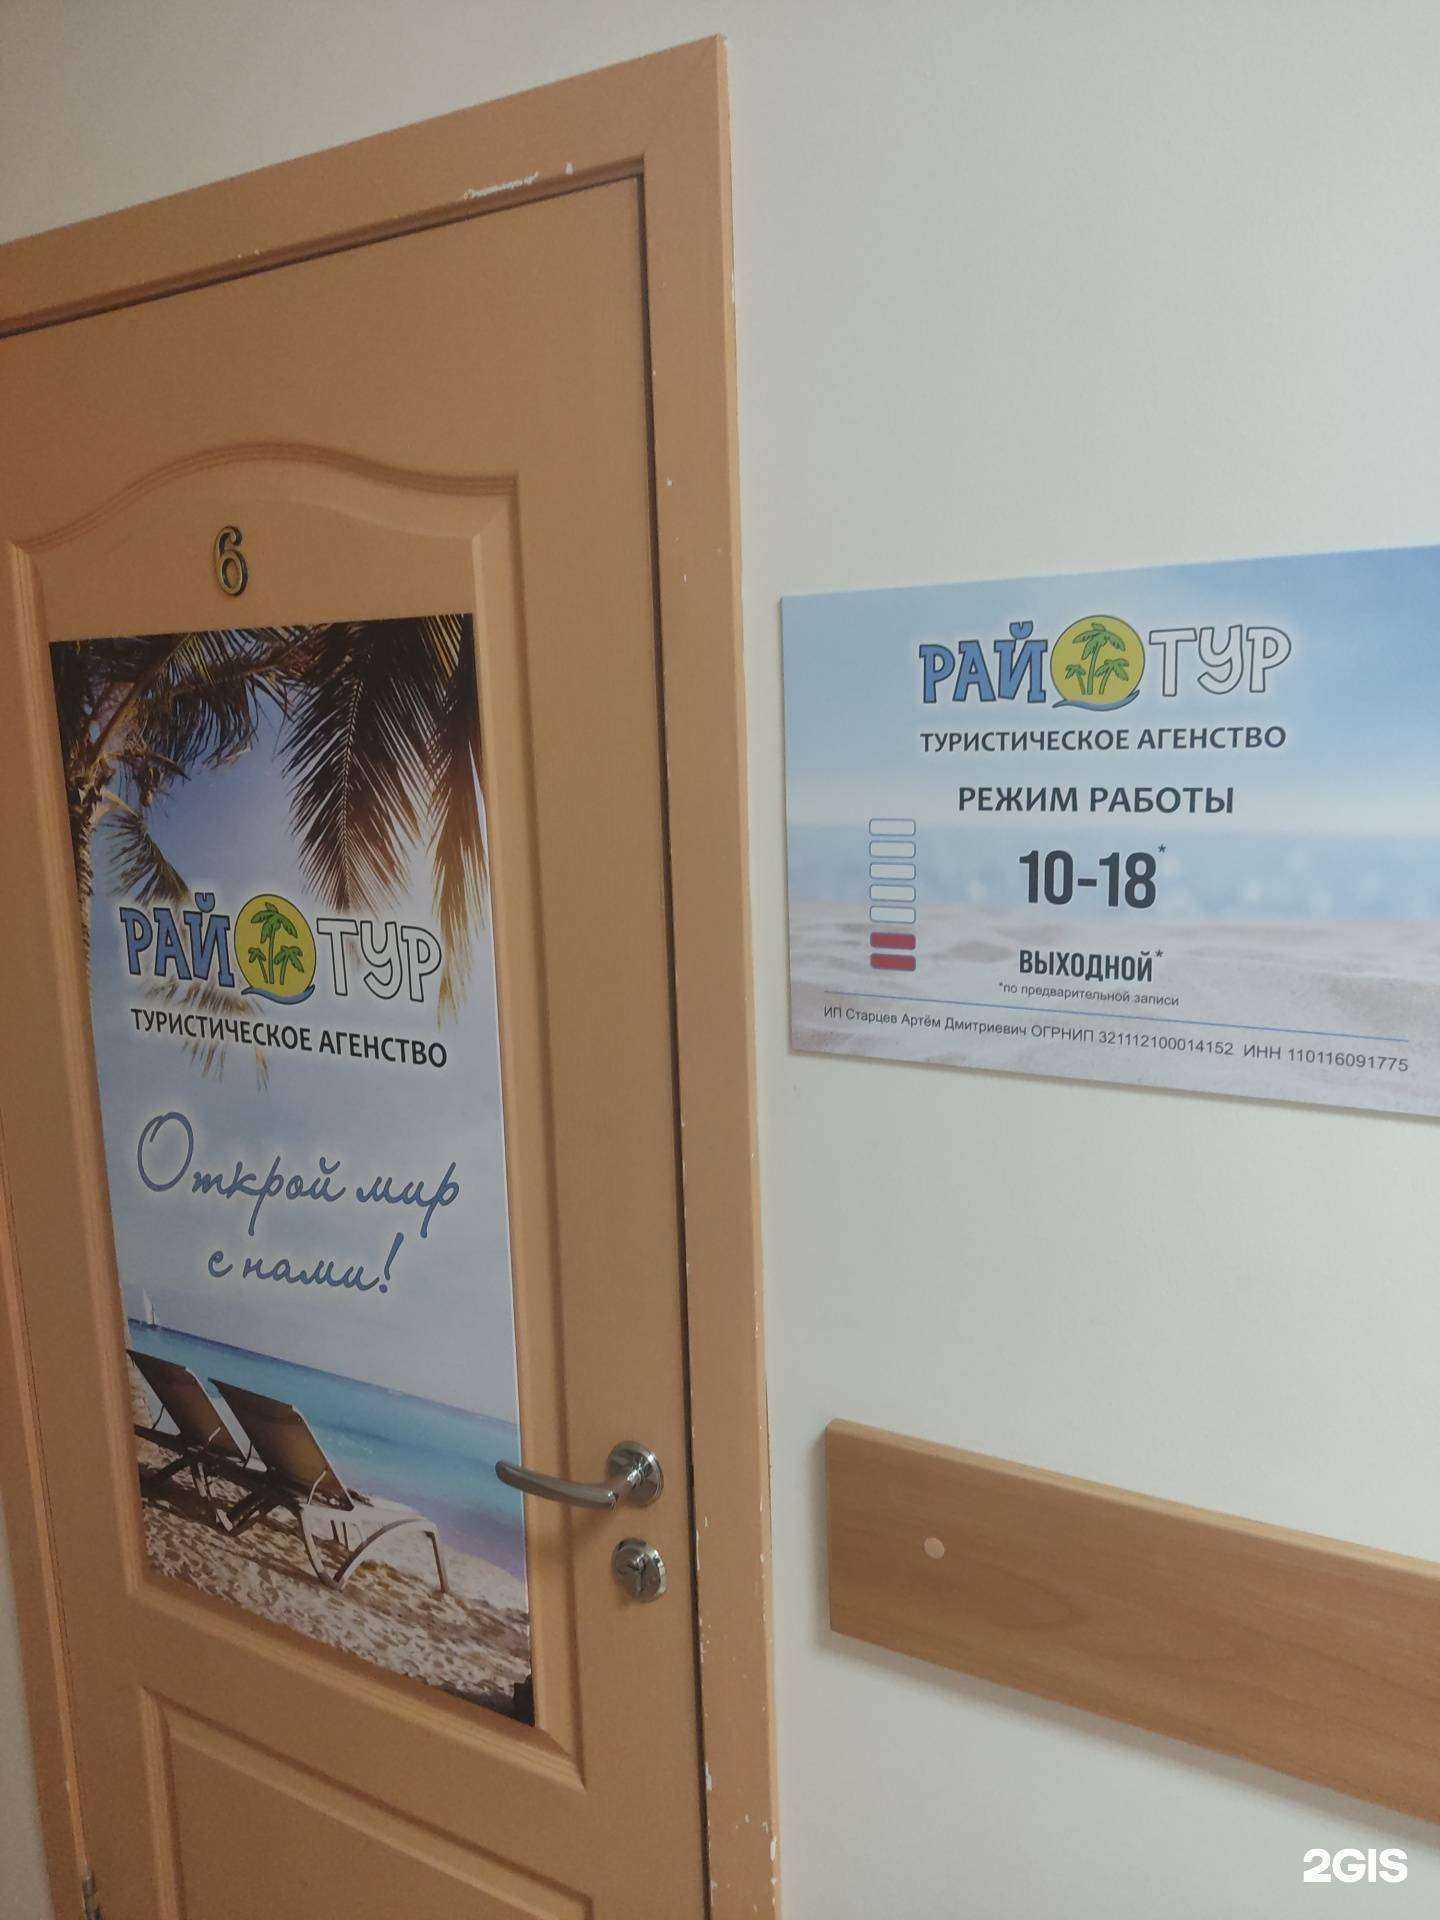 6
РАЙ ТУР
ТУРИСТИЧЕСКОЕ АГЕНСТВО
Открой мир
с нами!
РАЙ ТУР
ТУРИСТИЧЕСКОЕ АГЕНСТВО
РЕЖИМ РАБОТЫ
10-18*
ВЫХОДНОЙ*
*по предварительной записи
ИП Старцев Артём Дмитриевич ОГРНИП 321112100014152 ИНН 110116091775
2GIS